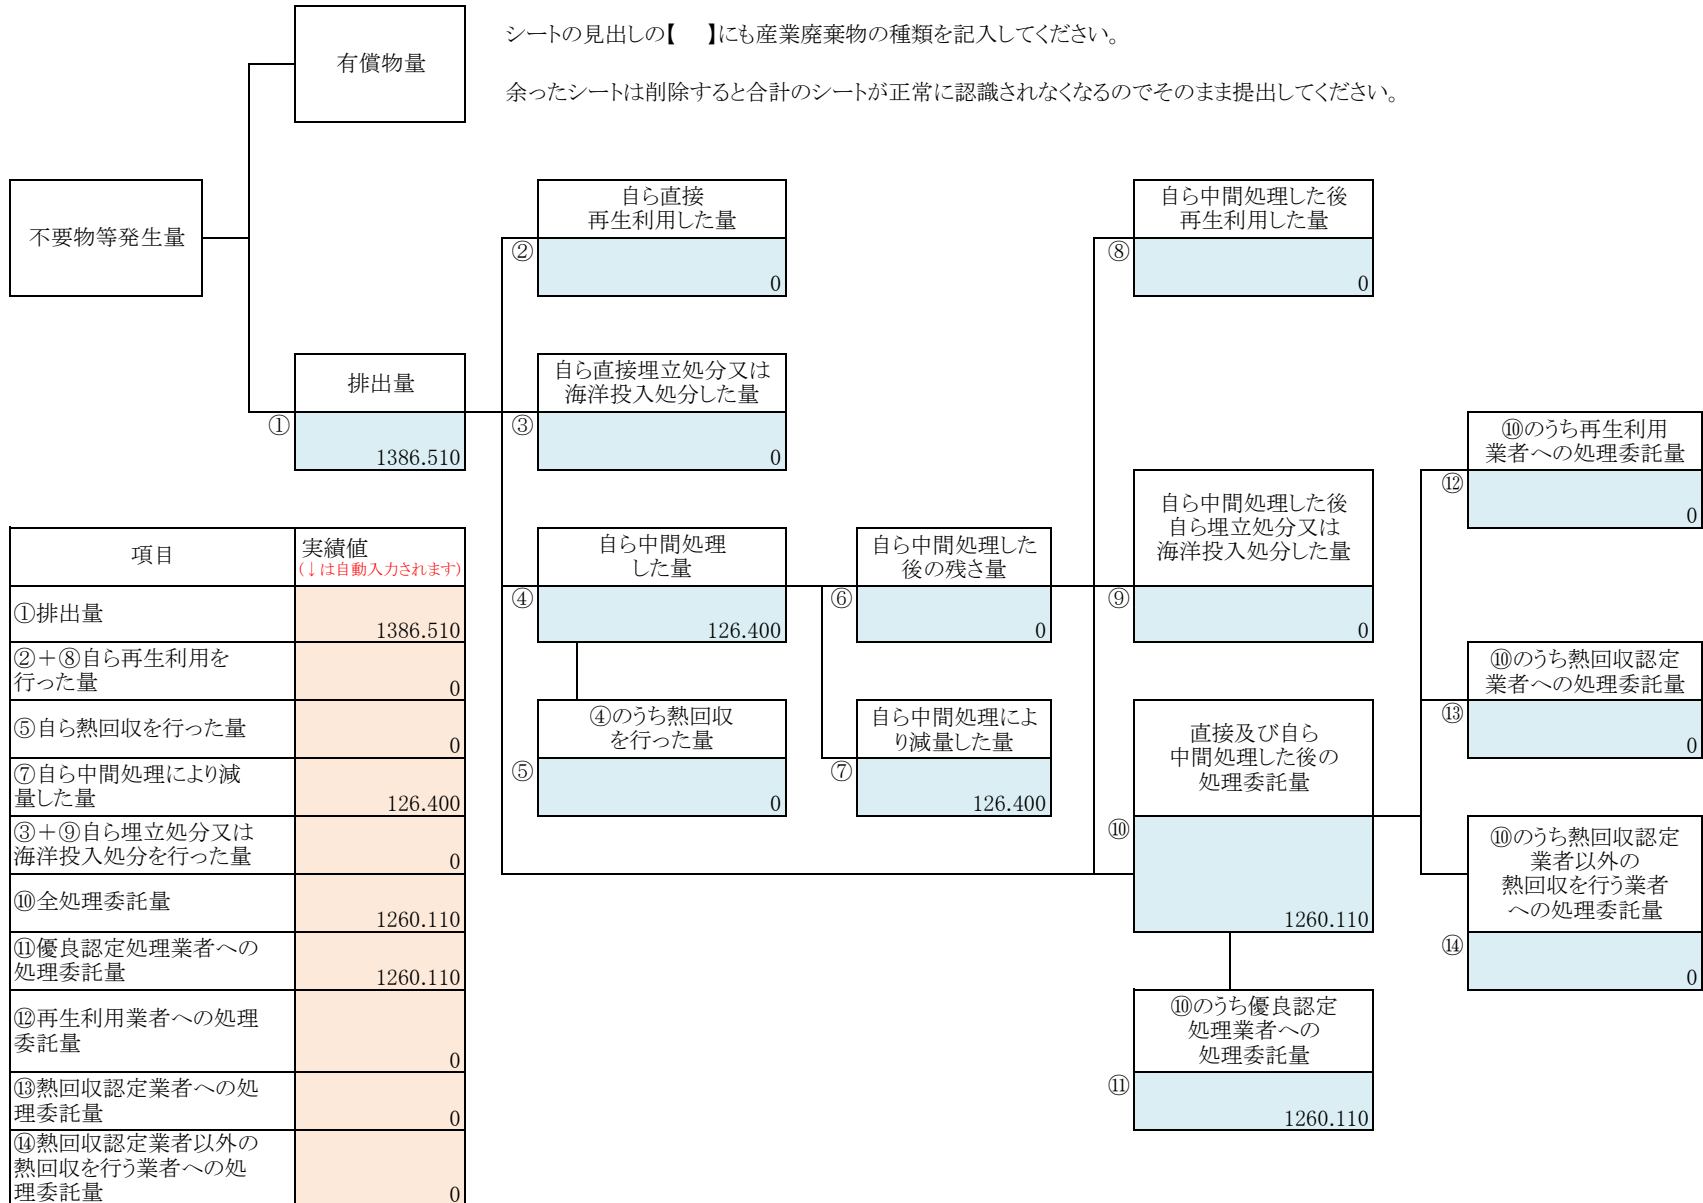 シートの見出しの【　】にも産業廃棄物の種類を記入してください。
有償物量
余ったシートは削除すると合計のシートが正常に認識されなくなるのでそのまま提出してください。
不要物等発生量
自ら直接
再生利用した量
②
0
自ら中間処理した後
再生利用した量
⑧
0
排出量
①
1386.510
自ら直接埋立処分又は
海洋投入処分した量
③
0
⑩のうち再生利用
業者への処理委託量
⑫
0
自ら中間処理
した量
④
126.400
自ら中間処理した
後の残さ量
⑥
0
自ら中間処理した後
自ら埋立処分又は
海洋投入処分した量
⑨
0
⑩のうち熱回収認定
業者への処理委託量
⑬
0
④のうち熱回収
を行った量
⑤
0
自ら中間処理によ
り減量した量
⑦
126.400
直接及び自ら
中間処理した後の
処理委託量
⑩
1260.110
⑩のうち熱回収認定
業者以外の
熱回収を行う業者
への処理委託量
⑭
0
⑩のうち優良認定
処理業者への
処理委託量
⑪
1260.110
項目
実績値
(↓は自動入力されます)
①排出量
1386.510
②＋⑧自ら再生利用を
行った量
0
⑤自ら熱回収を行った量
0
⑦自ら中間処理により減
量した量
126.400
③＋⑨自ら埋立処分又は
海洋投入処分を行った量
0
⑩全処理委託量
1260.110
⑪優良認定処理業者への
処理委託量
1260.110
⑫再生利用業者への処理
委託量
0
⑬熱回収認定業者への処
理委託量
0
⑭熱回収認定業者以外の
熱回収を行う業者への処
理委託量
0